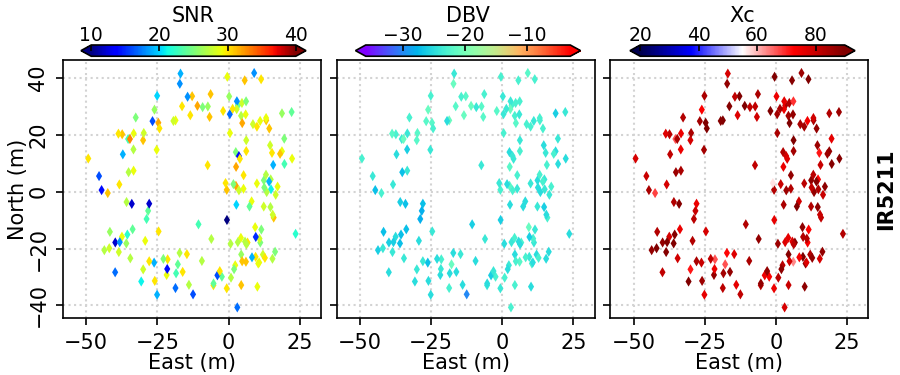 SNR DBV Xc
10 20 30 40 −30 −20 −10 20 40 60 80
40
20
0
−20
−40
North (m)
IR5211
−50 −25 0 25 −50 −25 0 25 −50 −25 0 25
East (m) East (m) East (m)